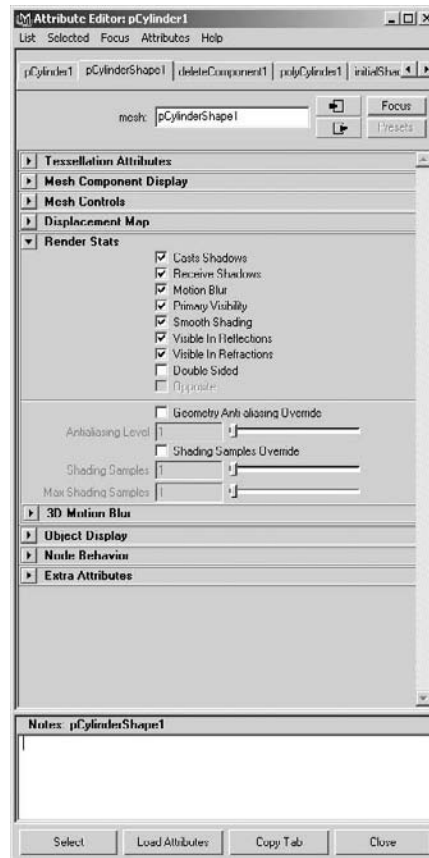 Attribute Editor: pCylinder1
List Selected Focus Attributes Help
pCylinder1 pCylinderShape1 deleteComponent1 polyCylinder1 initialShac
mesh: pCylinderShape1
Focus
Presets
Tessellation Attributes
Mesh Component Display
Mesh Controls
Displacement Map
Render Stats
Casts Shadows
Receive Shadows
Motion Blur
Primary Visibility
Smooth Shading
Visible In Reflections
Visible In Refractions
Double Sided
Opposite
Geometry Anti-aliasing Override
Antialiasing Level 1
Shading Samples Override
Shading Samples 1
Max Shading Samples 1
3D Motion Blur
Object Display
Node Behavior
Extra Attributes
Notes: pCylinderShape1
Select Load Attributes Copy Tab Close